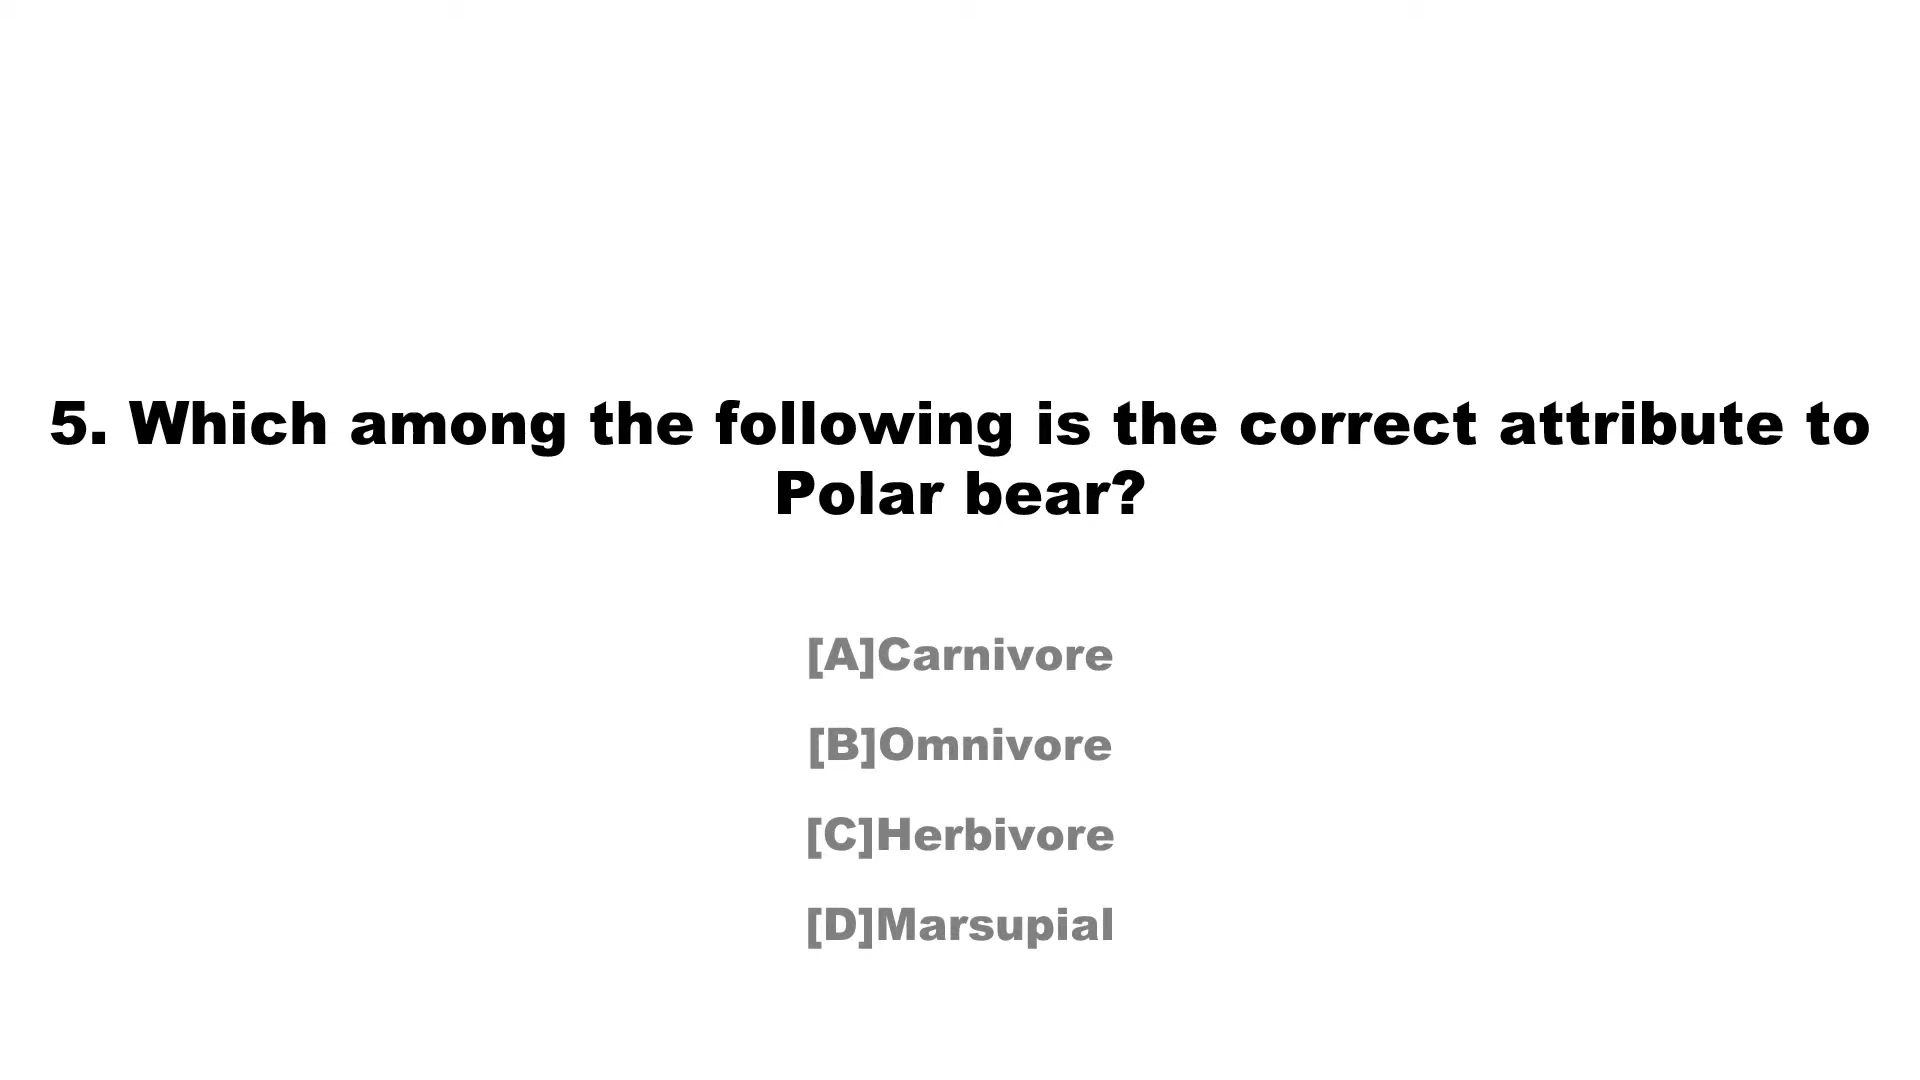 5. Which among the following is the correct attribute to
Polar bear?
[A]Carnivore
[B]Omnivore
[C]Herbivore
[D]Marsupial